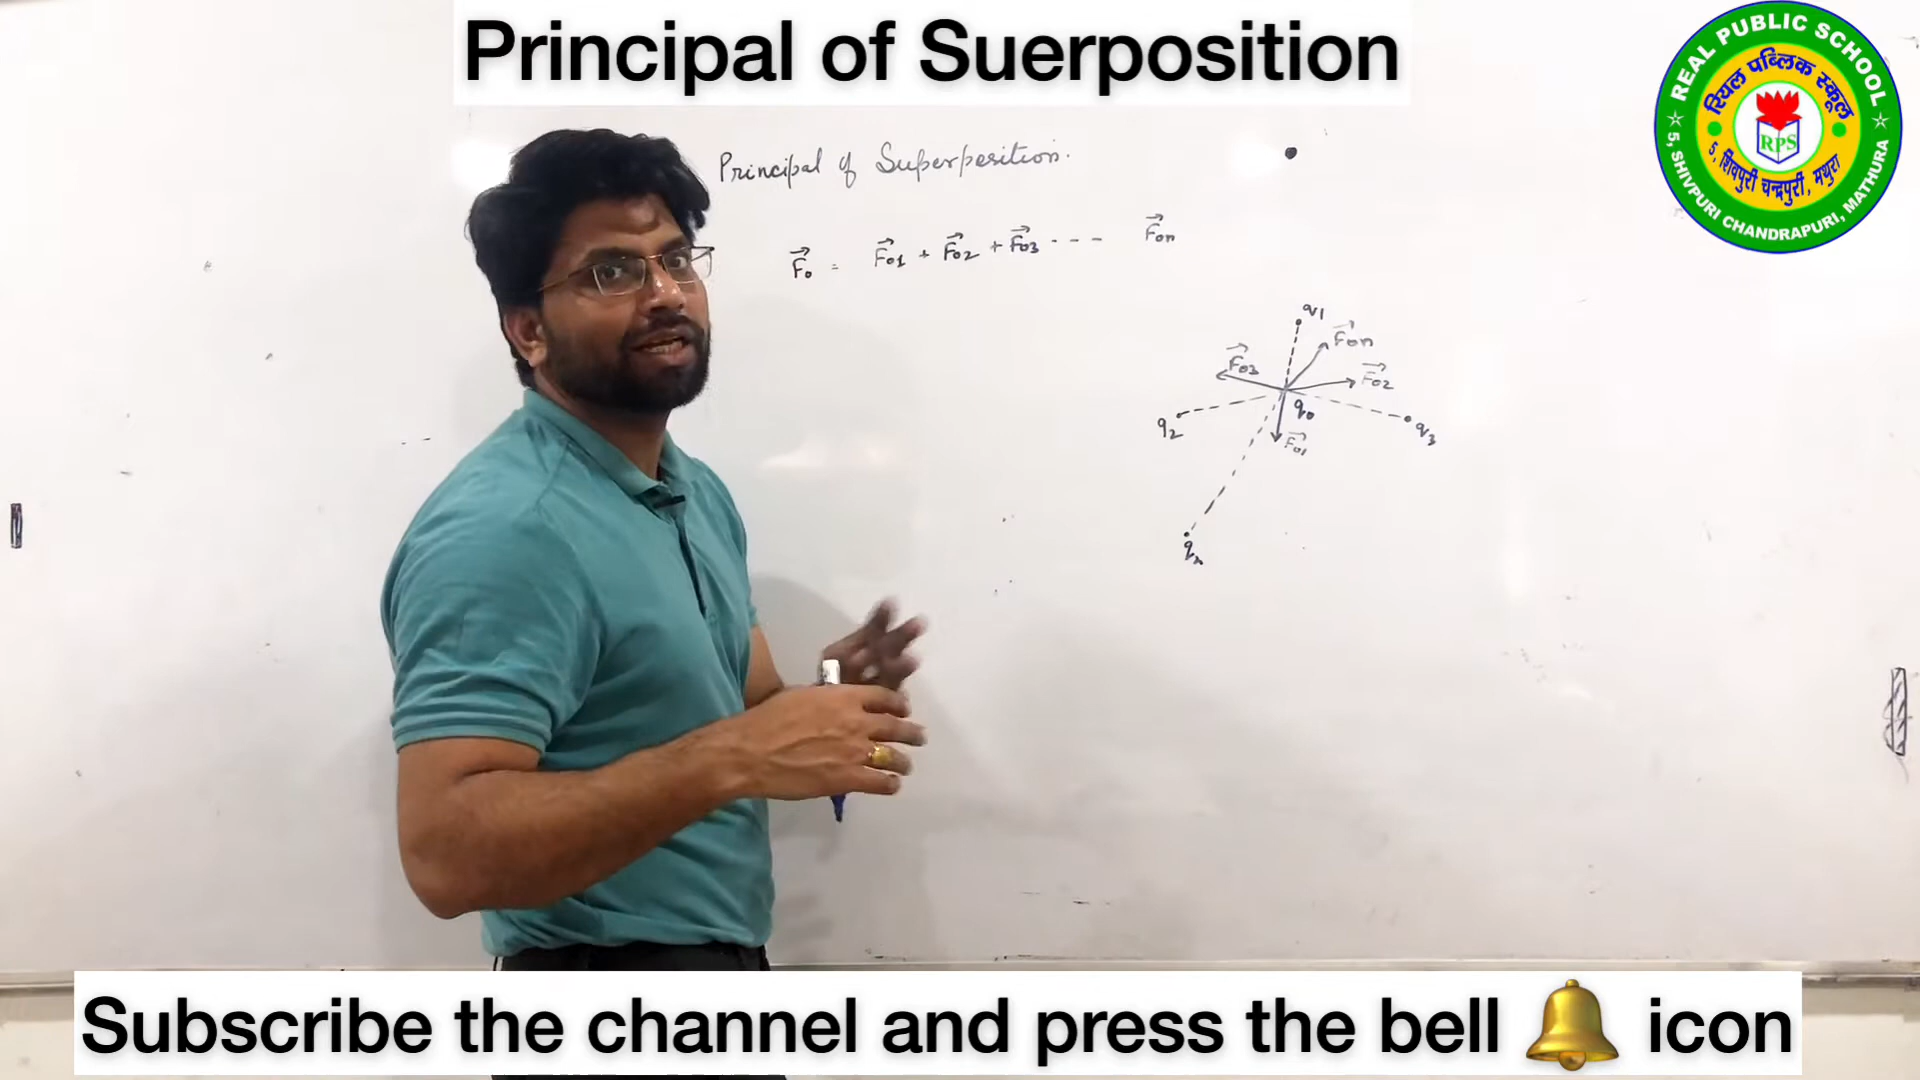 Principal of Suerposition
REAL PUBLIC SCHOOL
रियल पब्लिक स्कूल
RPS
5, शिवपुरी चन्द्रपुरी, मथुरा
5, SHIVPURI CHANDRAPURI, MATHURA
Principal of Superposition.
F⃗o = F⃗o1 + F⃗o2 + F⃗o3 - - - - F⃗on
q1
F⃗on
F⃗o3
F⃗o2
q2
qo
q3
F⃗o1
qn
Subscribe the channel and press the bell 🔔 icon